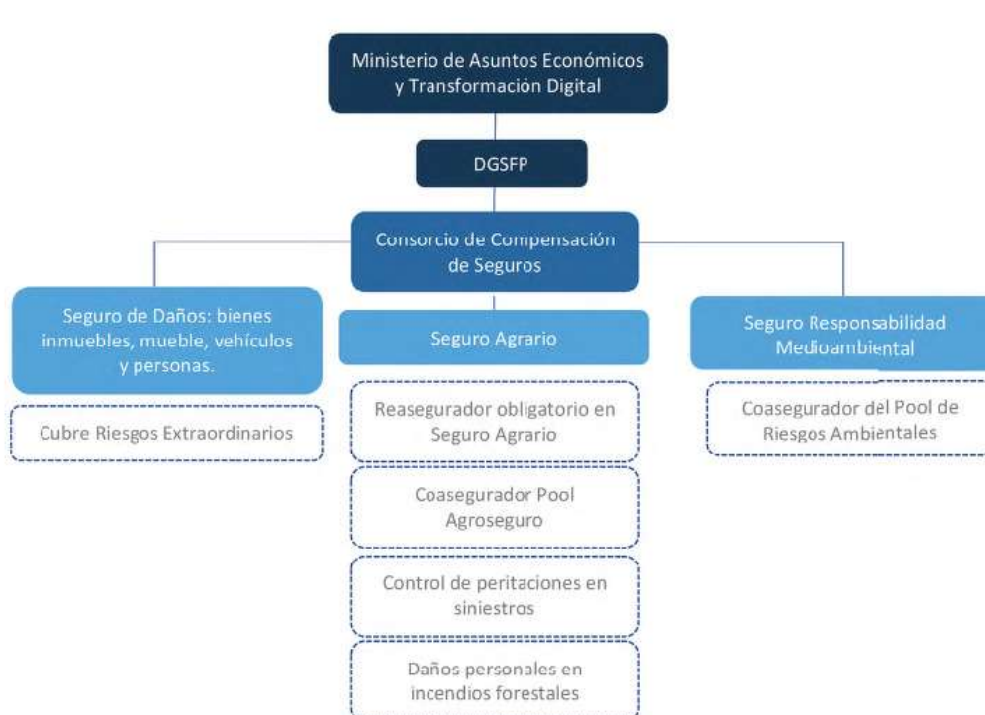 Ministerio de Asuntos Económicos
y Transformación Digital
DGSFP
Consorcio de Compensación
de Seguros
Seguro de Daños: bienes
inmuebles, mueble, vehículos
y personas.
Cubre Riesgos Extraordinarios
Seguro Agrario
Reasegurador obligatorio en
Seguro Agrario
Coasegurador Pool
Agroseguro
Control de peritaciones en
siniestros
Daños personales en
incendios forestales
Seguro Responsabilidad
Medioambiental
Coasegurador del Pool de
Riesgos Ambientales